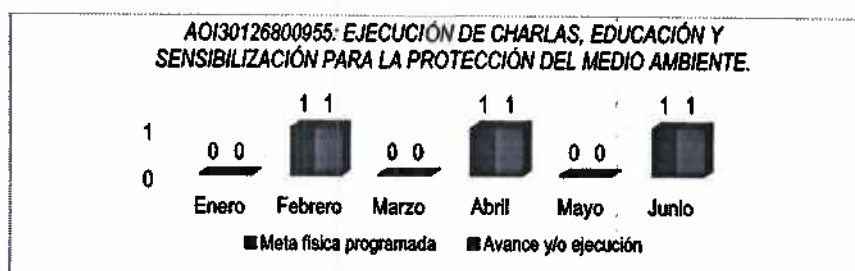 AOI30126800955: EJECUCIÓN DE CHARLAS, EDUCACIÓN Y
SENSIBILIZACIÓN PARA LA PROTECCIÓN DEL MEDIO AMBIENTE.
1 1 1 1 1 1
1
0 0 0 0 0 0
0
Enero Febrero Marzo Abril Mayo Junio
Meta física programada Avance y/o ejecución